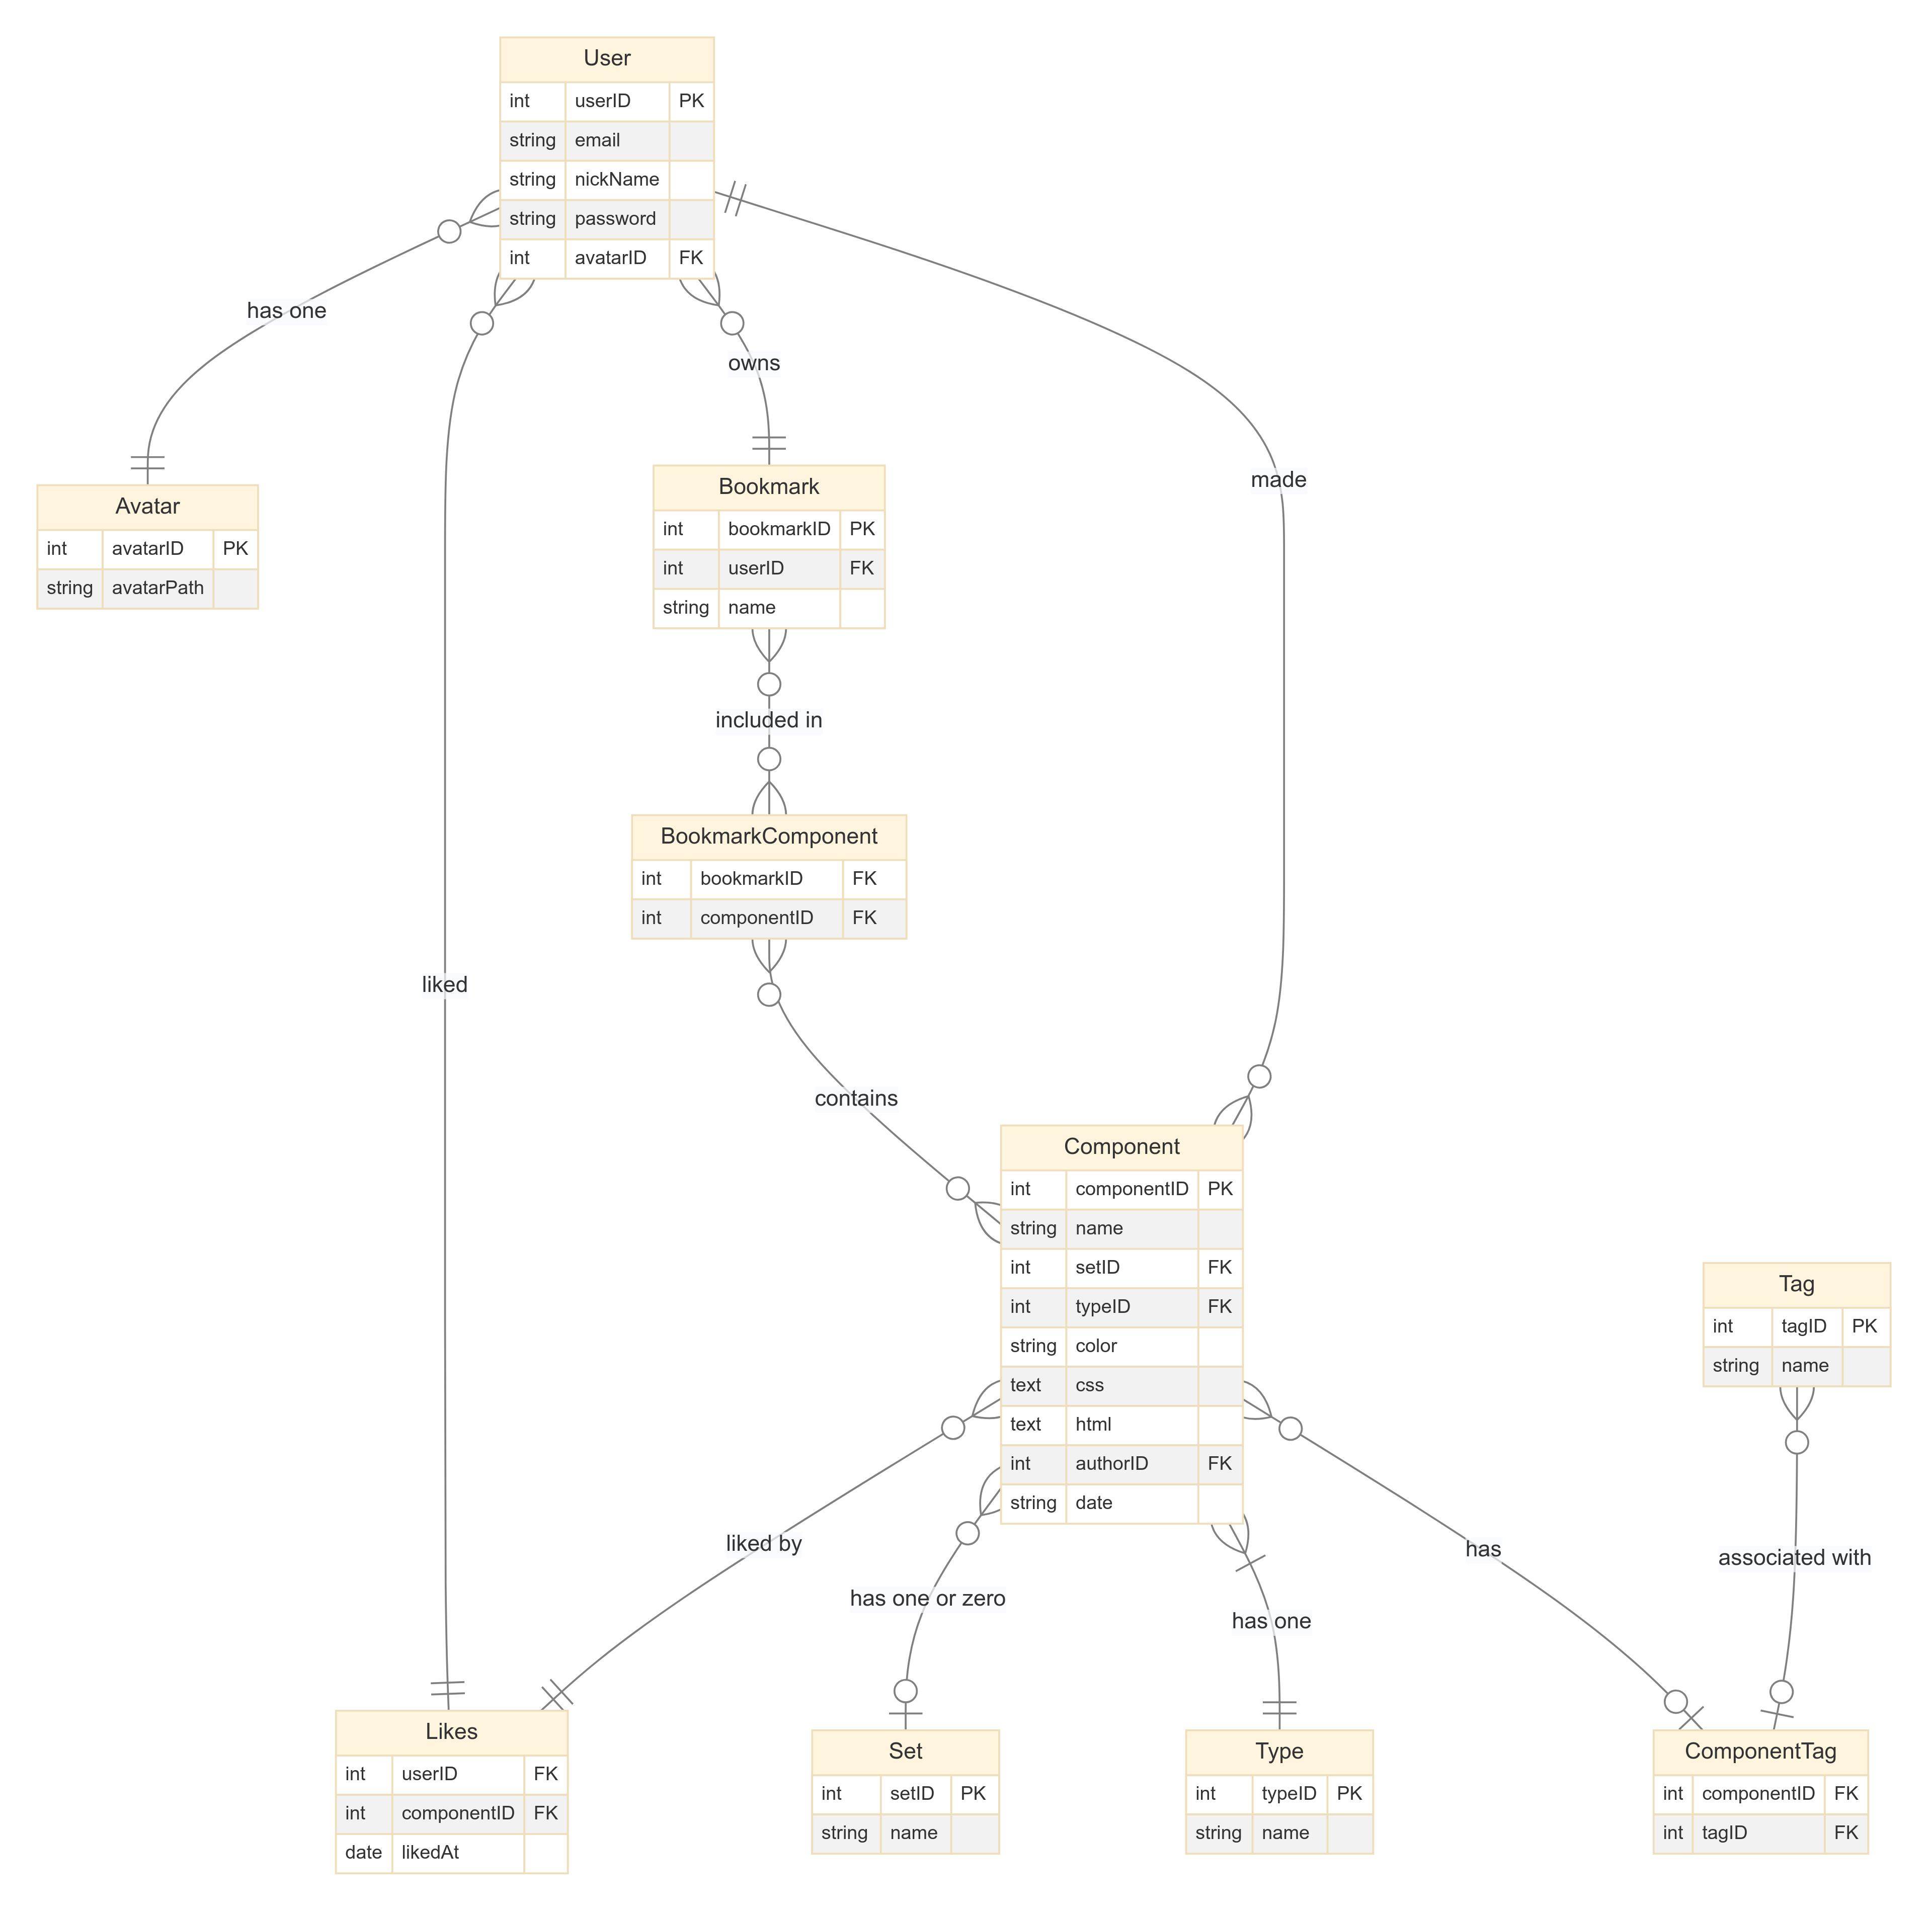 User
int userID PK
string email
string nickName
string password
int avatarID FK
has one
owns
made
Avatar
int avatarID PK
string avatarPath
Bookmark
int bookmarkID PK
int userID FK
string name
included in
BookmarkComponent
int bookmarkID FK
int componentID FK
liked
contains
Component
int componentID PK
string name
int setID FK
int typeID FK
string color
text css
text html
int authorID FK
string date
Tag
int tagID PK
string name
liked by
has one or zero
has one
has
associated with
Likes
int userID FK
int componentID FK
date likedAt
Set
int setID PK
string name
Type
int typeID PK
string name
ComponentTag
int componentID FK
int tagID FK